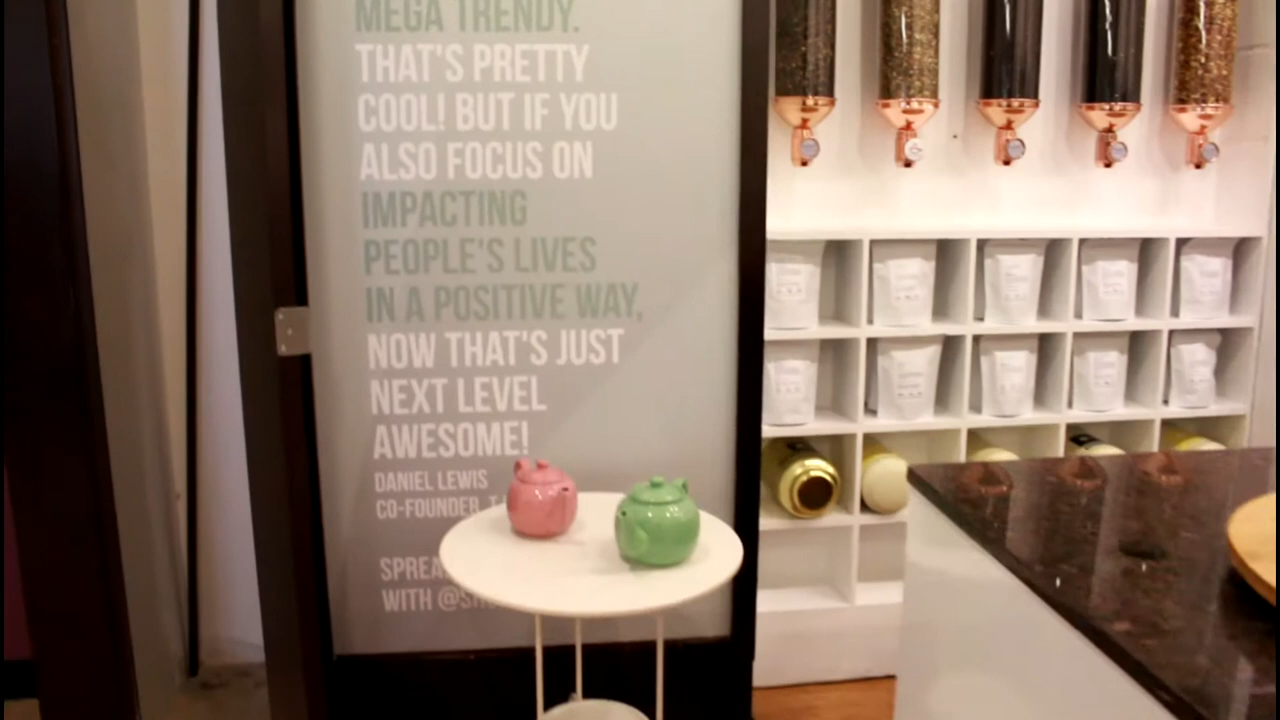 MEGA TRENDY.
THAT'S PRETTY
COOL! BUT IF YOU
ALSO FOCUS ON
IMPACTING
PEOPLE'S LIVES
IN A POSITIVE WAY,
NOW THAT'S JUST
NEXT LEVEL
AWESOME!
DANIEL LEWIS
CO-FOUNDER,
WITH